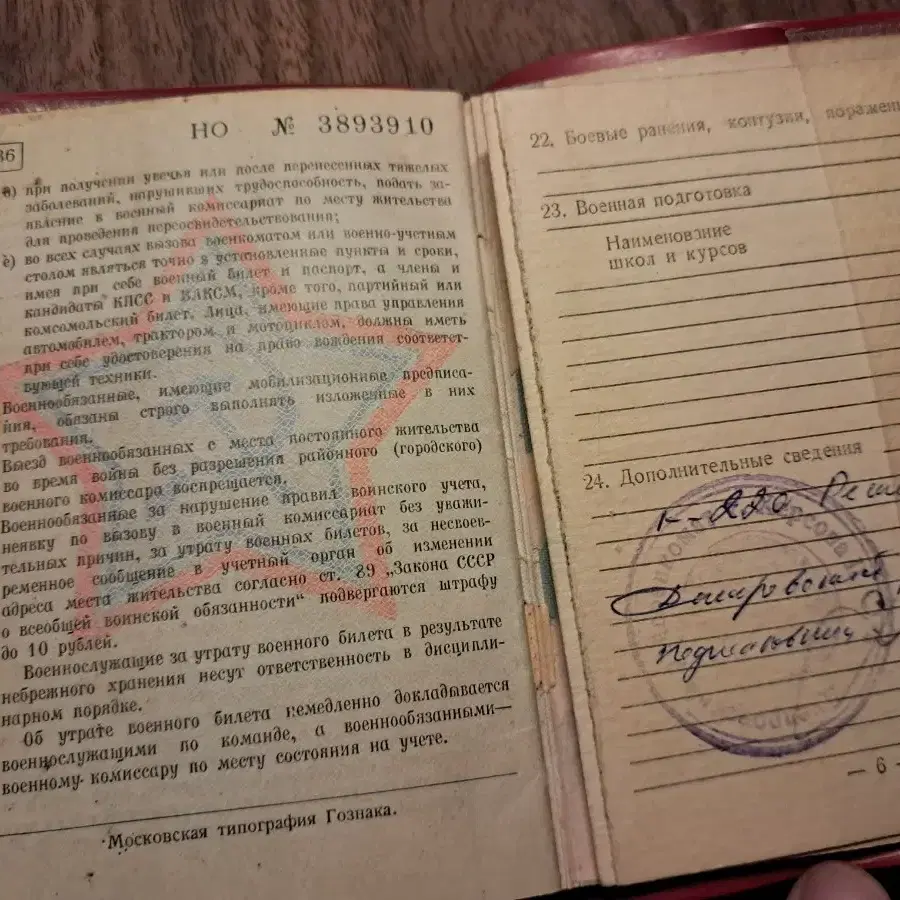 НО № 3893910
36
при получении увечья или после перенесенных тяжелых
заболеваний, нарушивших трудоспособность, подать за-
явление в военный комиссариат по месту жительства
для проведения переосвидетельствования;
е) во всех случаях вызова военкоматом или военно-учетным
столом являться точно в установленные пункты и сроки,
имея при себе военный билет и паспорт, а члены и
кандидаты КПСС и ВЛКСМ, кроме того, партийный или
комсомольский билет. Лица, имеющие права управления
автомобилем, трактором и мотоциклом, должны иметь
при себе удостоверения на право вождения соответст-
вующей техники.
Военнообязанные, имеющие мобилизационные предписа-
ния, обязаны строго выполнять изложенные в них
требования.
Выезд военнообязанных с места постоянного жительства
во время войны без разрешения районного (городского)
военного комиссара воспрещается.
Военнообязанные за нарушение правил воинского учета,
неявку по вызову в военный комиссариат без уважи-
тельных причин, за утрату военных билетов, за несвоев-
ременное сообщение в учетный орган об изменении
адреса места жительства согласно ст. 89 „Закона СССР
о всеобщей воинской обязанности“ подвергаются штрафу
до 10 рублей.
Военнослужащие за утрату военного билета в результате
небрежного хранения несут ответственность в дисципли-
нарном порядке.
Об утрате военного билета немедленно докладывается
военнослужащими по команде, а военнообязанными—
военному комиссару по месту состояния на учете.
Московская типография Гознака.
22. Боевые ранения, контузии, поражен
23. Военная подготовка
Наименование
школ и курсов
24. Дополнительные сведения
220
— 6 —